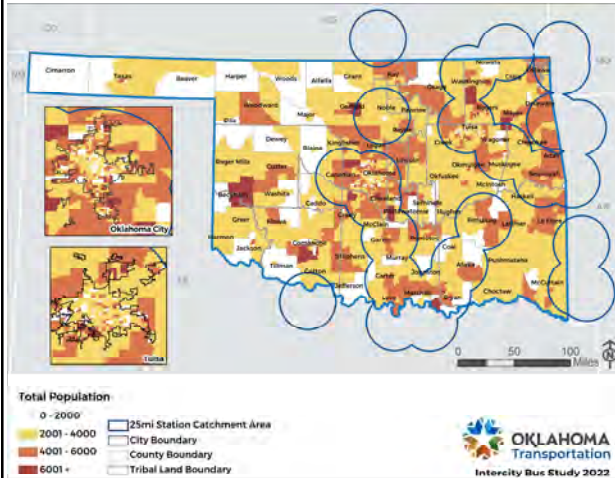 Cimarron
Texas
Beaver
Harper
Woods
Alfalfa
Grant
Kay
Nowata
Craig
Ottawa
Washington
Osage
Woodward
Ellis
Major
Garfield
Noble
Pawnee
Rogers
Mayes
Delaware
Tulsa
Payne
Wagoner
Cherokee
Adair
Dewey
Blaine
Kingfisher
Logan
Lincoln
Creek
Okmulgee
Muskogee
Sequoyah
Roger Mills
Custer
Canadian
Oklahoma
Okfuskee
McIntosh
Haskell
Beckham
Washita
Caddo
Cleveland
Pottawatomie
Seminole
Hughes
Pittsburg
Latimer
Le Flore
Greer
Kiowa
Grady
McClain
Garvin
Pontotoc
Coal
Harmon
Jackson
Comanche
Stephens
Murray
Johnston
Atoka
Pushmataha
Tillman
Cotton
Jefferson
Carter
Love
Marshall
Bryan
Choctaw
McCurtain
Oklahoma City
Tulsa
0 50 100
Miles
N
Total Population
0 - 2000
2001 - 4000
4001 - 6000
6001 +
25mi Station Catchment Area
City Boundary
County Boundary
Tribal Land Boundary
OKLAHOMA
Transportation
Intercity Bus Study 2022